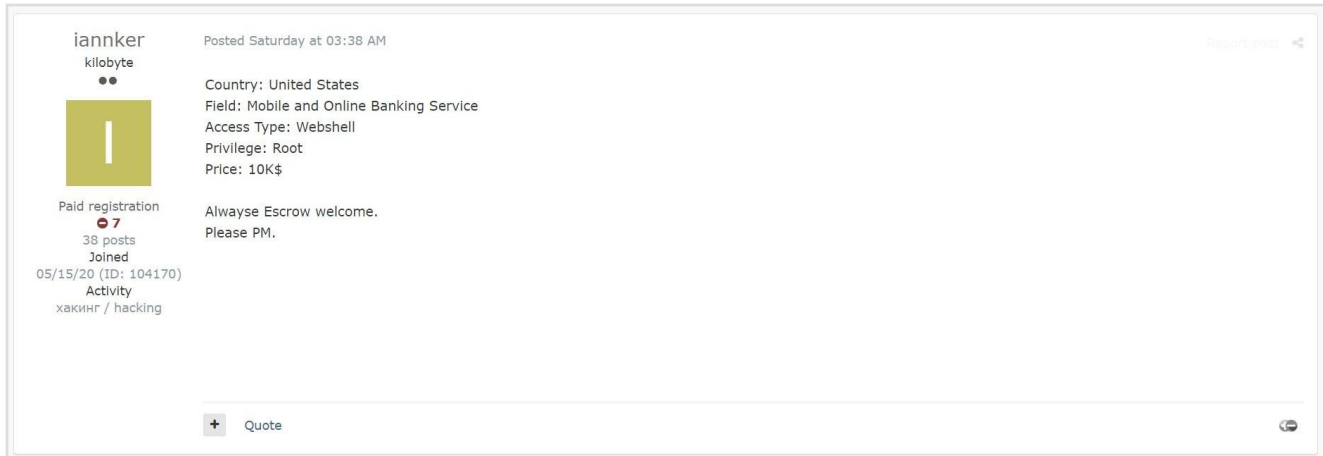 iannker
kilobyte
I
Paid registration
7
38 posts
Joined
05/15/20 (ID: 104170)
Activity
хакинг / hacking
Posted Saturday at 03:38 AM
Report post
Country: United States
Field: Mobile and Online Banking Service
Access Type: Webshell
Privilege: Root
Price: 10K$
Alwayse Escrow welcome.
Please PM.
+ Quote